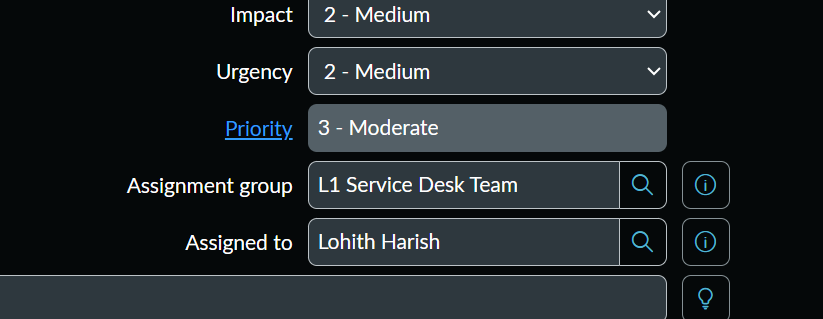 Impact 2 - Medium
Urgency 2 - Medium
Priority 3 - Moderate
Assignment group L1 Service Desk Team
Assigned to Lohith Harish